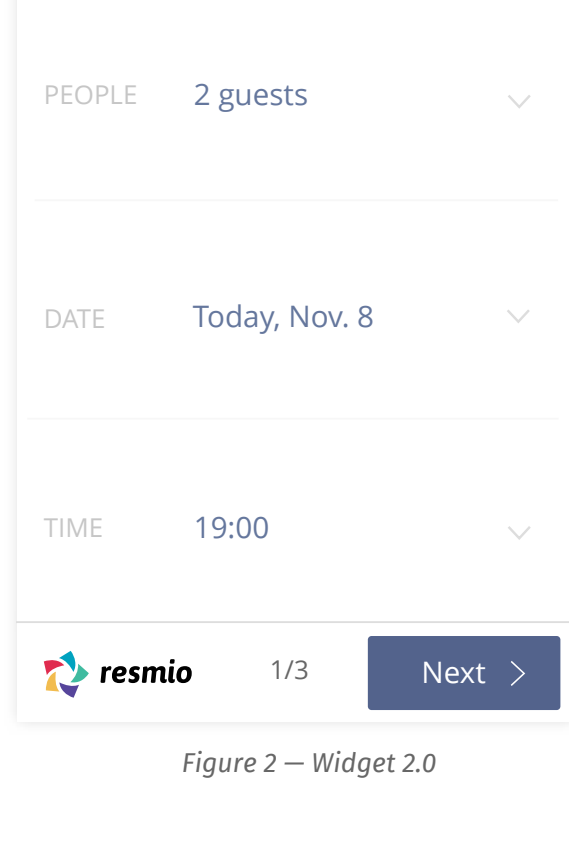 PEOPLE 2 guests
DATE Today, Nov. 8
TIME 19:00
resmio 1/3 Next
Figure 2 — Widget 2.0